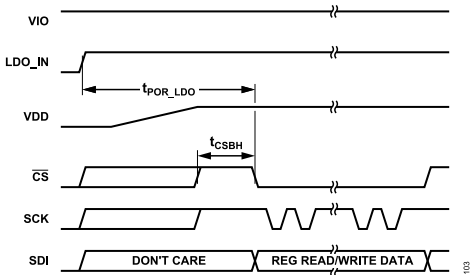 VIO
LDO_IN
tPOR_LDO
VDD
tCSBH
CS
SCK
SDI
DON'T CARE
REG READ/WRITE DATA
103